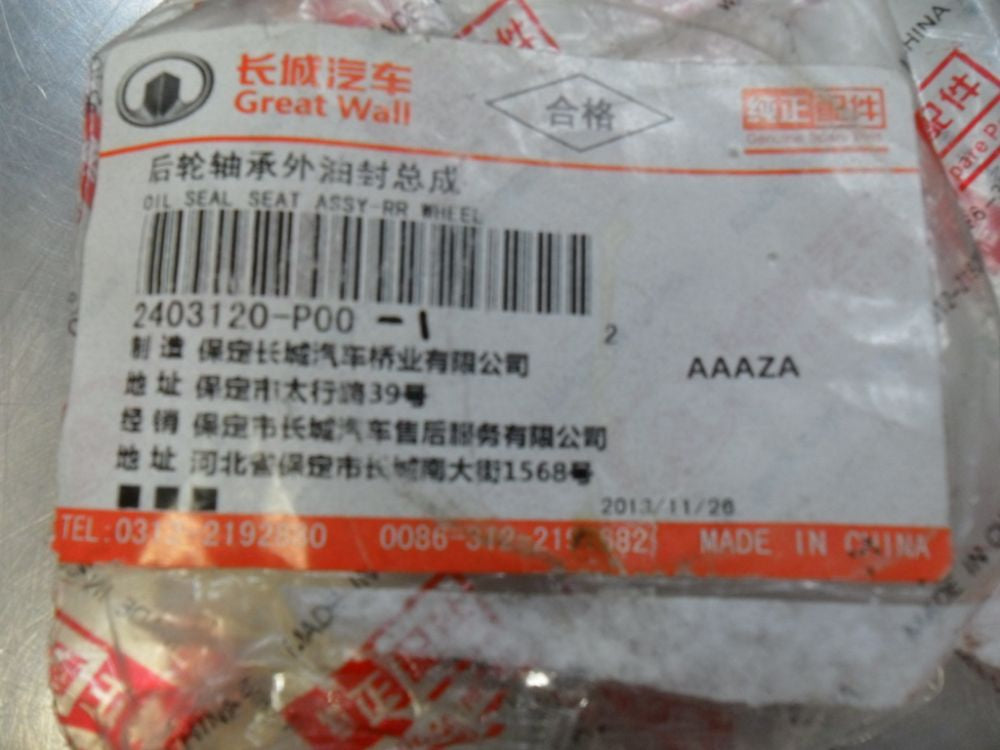 长城汽车
Great Wall
合格
纯正配件
后轮轴承外油封总成
OIL SEAL SEAT ASSY-RR WHEEL
2403120-P00 -1
2
AAAZA
制造 保定长城汽车桥业有限公司
地址 保定市太行路39号
经销 保定市长城汽车售后服务有限公司
地址 河北省保定市长城南大街1568号
2013/11/26
TEL: MADE IN CHINA